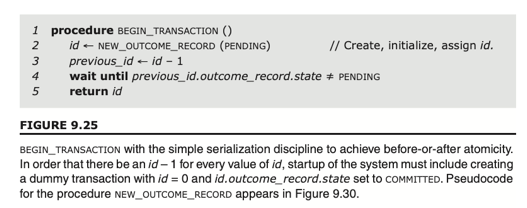 1 procedure BEGIN_TRANSACTION ()
2 id ← NEW_OUTCOME_RECORD (PENDING) // Create, initialize, assign id.
3 previous_id ← id – 1
4 wait until previous_id.outcome_record.state ≠ PENDING
5 return id
FIGURE 9.25
BEGIN_TRANSACTION with the simple serialization discipline to achieve before-or-after atomicity.
In order that there be an id – 1 for every value of id, startup of the system must include creating
a dummy transaction with id = 0 and id.outcome_record.state set to COMMITTED. Pseudocode
for the procedure NEW_OUTCOME_RECORD appears in Figure 9.30.